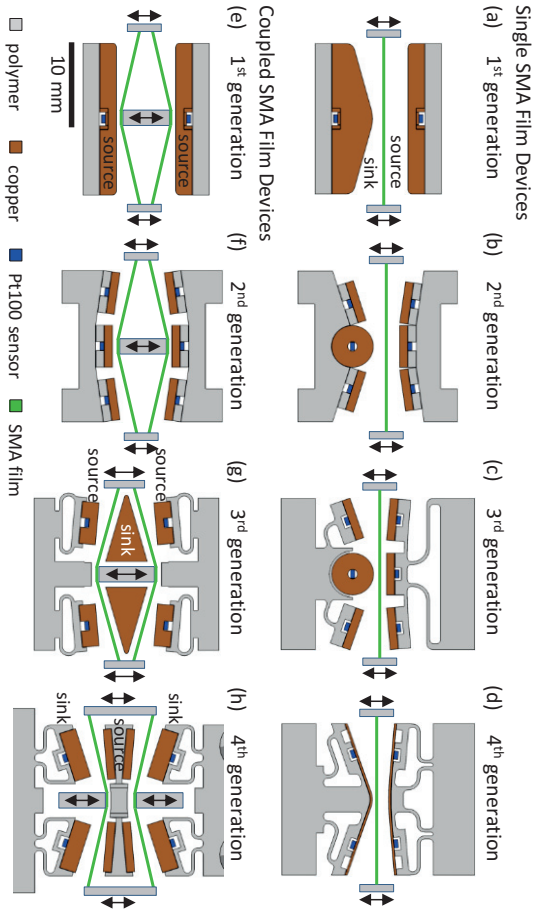 Single SMA Film Devices
(a) 1st generation
source
sink
(b) 2nd generation
(c) 3rd generation
(d) 4th generation
Coupled SMA Film Devices
(e) 1st generation
source
source
10 mm
(f) 2nd generation
(g) 3rd generation
source
sink
source
(h) 4th generation
sink
source
sink
polymer copper Pt100 sensor SMA film